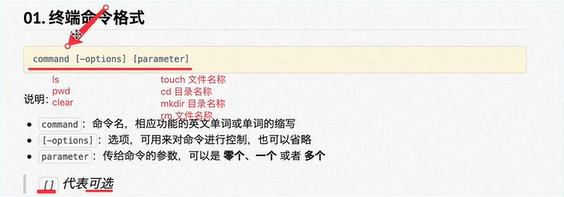 01. 终端命令格式
command [-options] [parameter]
ls
touch 文件名称
pwd
cd 目录名称
说明：
clear
mkdir 目录名称
rm 文件名称
command：命令名，相应功能的英文单词或单词的缩写
[-options]：选项，可用来对命令进行控制，也可以省略
parameter：传给命令的参数，可以是 零个、一个 或者 多个
[] 代表可选